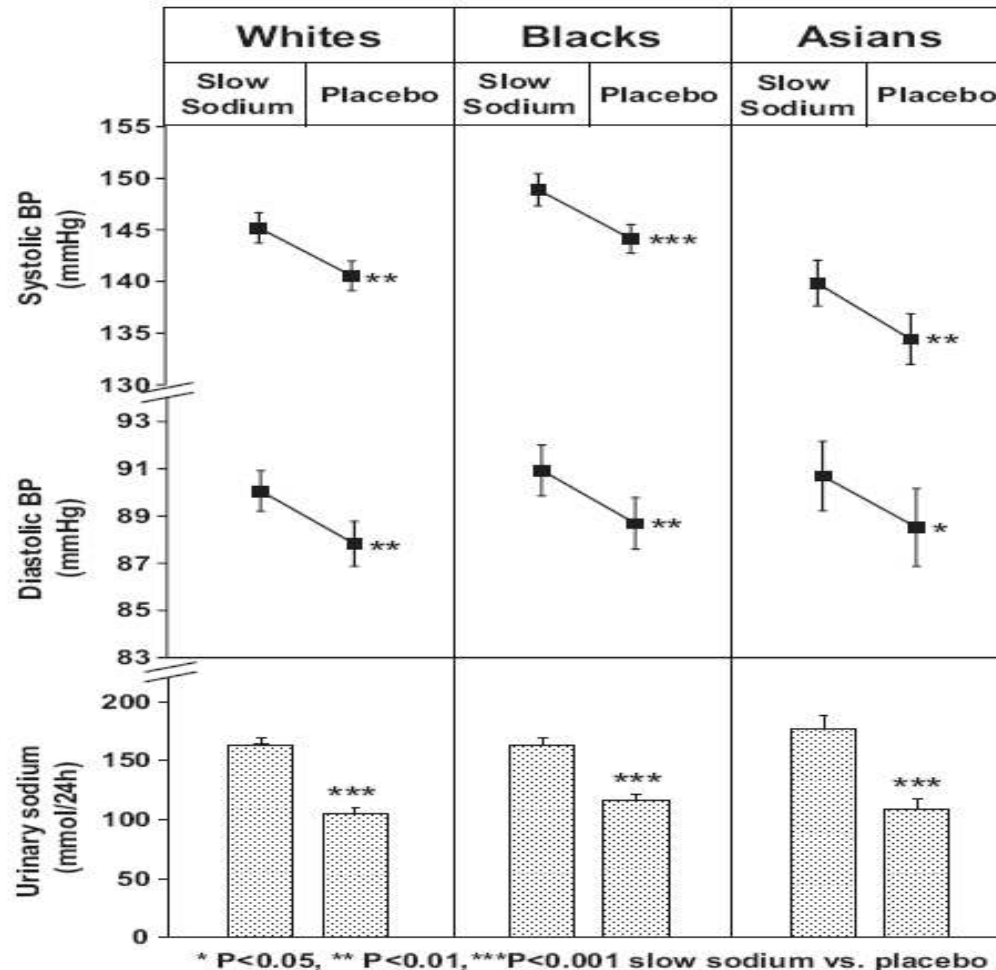 Whites Blacks Asians
Slow Sodium Placebo Slow Sodium Placebo Slow Sodium Placebo
Systolic BP
(mmHg)
155
150
145
140
135
130
** *** **
Diastolic BP
(mmHg)
93
91
89
87
85
83
** ** *
Urinary sodium
(mmol/24h)
200
150
100
50
0
*** *** ***
* P<0.05, ** P<0.01,***P<0.001 slow sodium vs. placebo